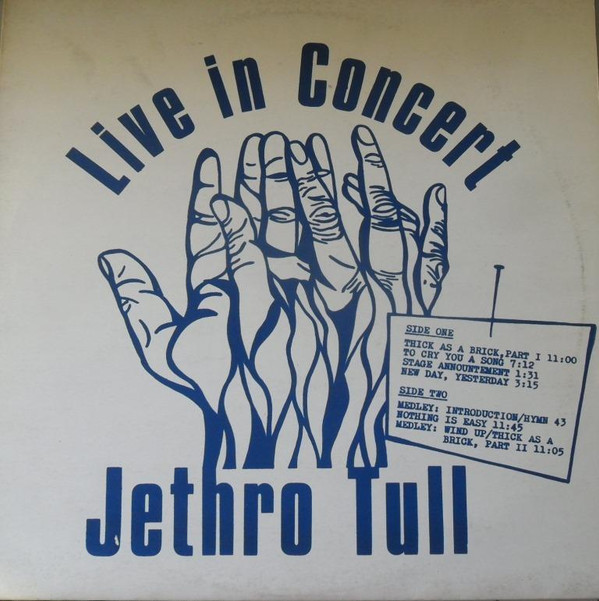 Live in Concert
SIDE ONE
THICK AS A BRICK, PART I 11:00
TO CRY YOU A SONG 7:12
STAGE ANNOUNTEMENT 1:31
NEW DAY, YESTERDAY 3:15
SIDE TWO
MEDLEY: INTRODUCTION/HYMN 43
NOTHING IS EASY 11:45
MEDLEY: WIND UP/THICK AS A
BRICK, PART II 11:05
Jethro Tull